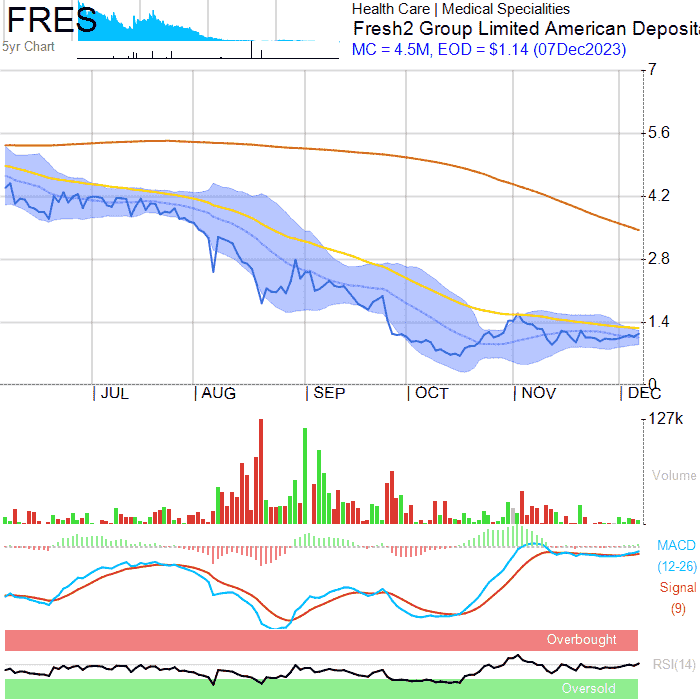 FRES
5yr Chart
Health Care | Medical Specialities
Fresh2 Group Limited American Deposit
MC = 4.5M, EOD = $1.14 (07Dec2023)
7
5.6
4.2
2.8
1.4
0
JUL AUG SEP OCT NOV DEC
127k
Volume
MACD
(12-26)
Signal
(9)
Overbought
RSI(14)
Oversold